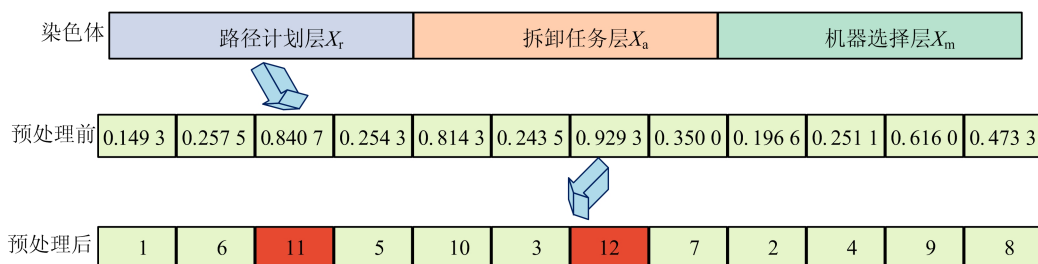 染色体 路径计划层Xr 拆卸任务层Xa 机器选择层Xm
预处理前 0.149 3 0.257 5 0.840 7 0.254 3 0.814 3 0.243 5 0.929 3 0.350 0 0.196 6 0.251 1 0.616 0 0.473 3
预处理后 1 6 11 5 10 3 12 7 2 4 9 8